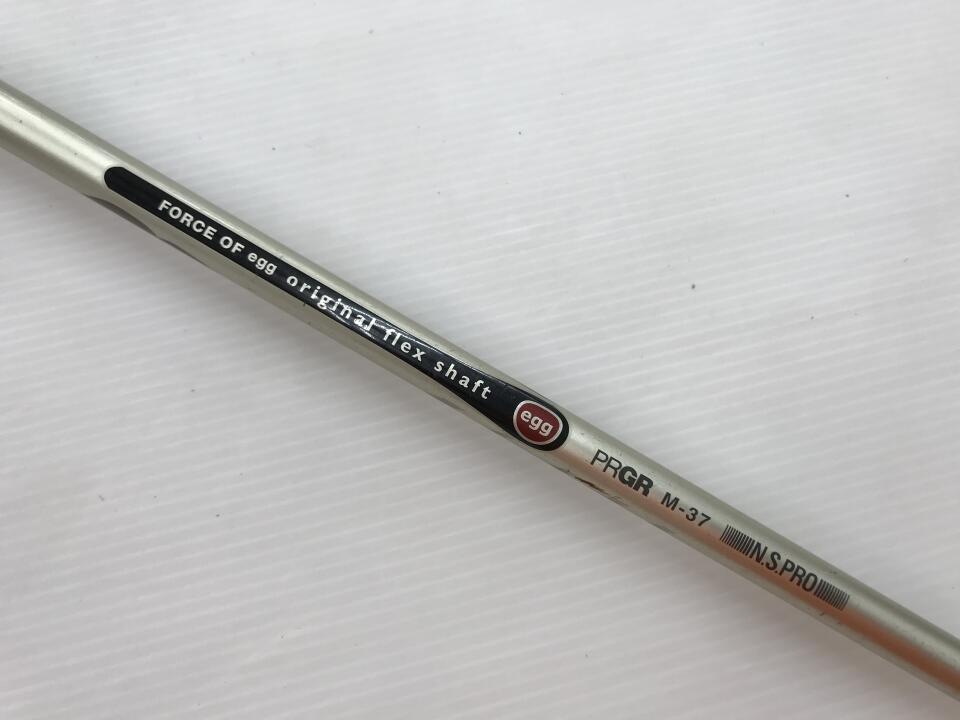 FORCE OF egg original flex shaft
egg
PRGR M-37
N.S.PRO